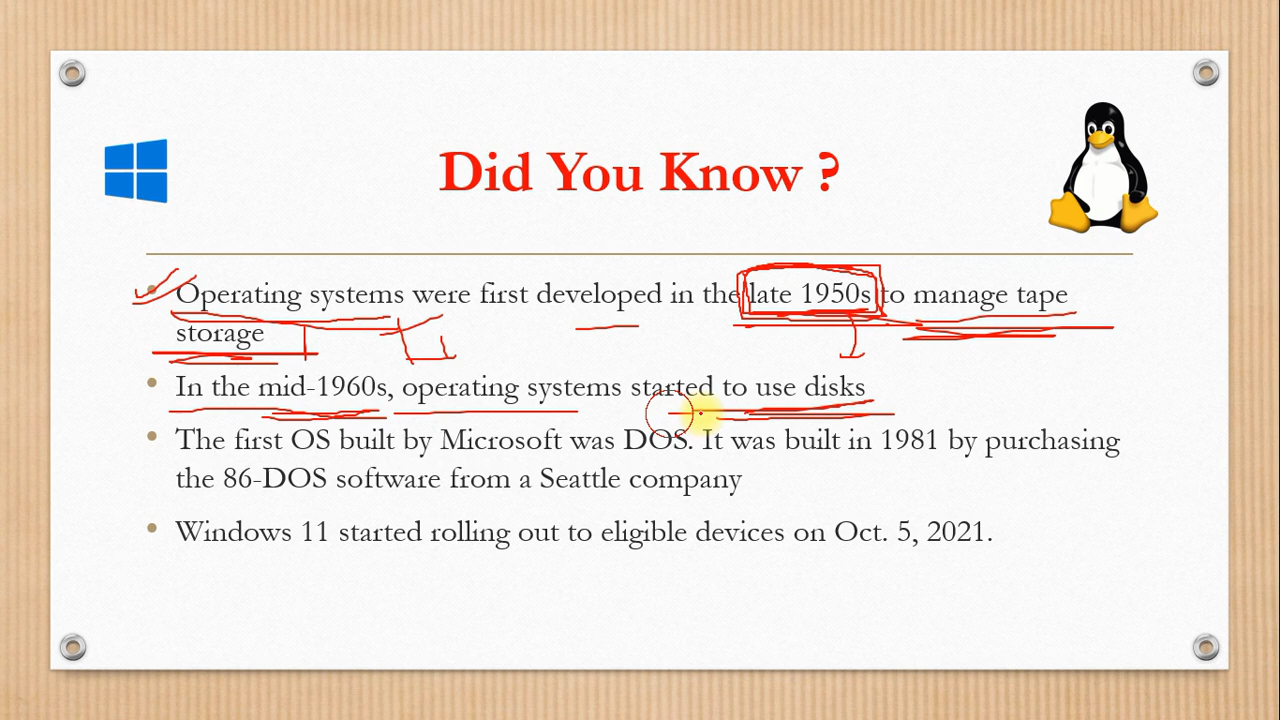 Did You Know ?
• Operating systems were first developed in the late 1950s to manage tape
storage
• In the mid-1960s, operating systems started to use disks
• The first OS built by Microsoft was DOS. It was built in 1981 by purchasing
the 86-DOS software from a Seattle company
• Windows 11 started rolling out to eligible devices on Oct. 5, 2021.